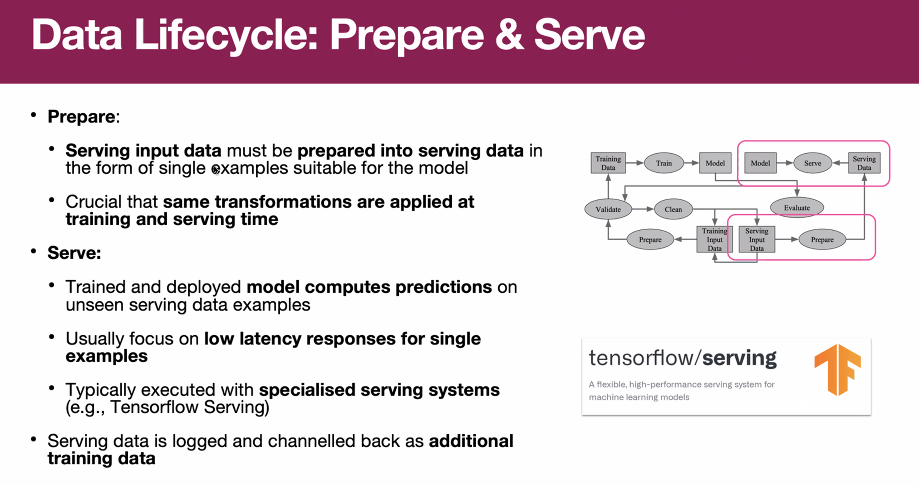 Data Lifecycle: Prepare & Serve
• Prepare:
• Serving input data must be prepared into serving data in
the form of single examples suitable for the model
• Crucial that same transformations are applied at
training and serving time
• Serve:
• Trained and deployed model computes predictions on
unseen serving data examples
• Usually focus on low latency responses for single
examples
• Typically executed with specialised serving systems
(e.g., Tensorflow Serving)
• Serving data is logged and channelled back as additional
training data
Training
Data
Train
Model
Model
Serve
Serving
Data
Validate
Clean
Evaluate
Prepare
Training
Input
Data
Serving
Input
Data
Prepare
tensorflow/serving
A flexible, high-performance serving system for
machine learning models